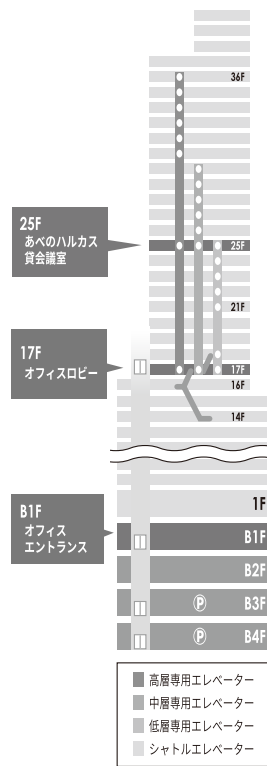 36F
25F
あべのハルカス
貸会議室
25F
21F
17F
オフィスロビー
17F
16F
14F
1F
B1F
オフィス
エントランス
B1F
B2F
P B3F
P B4F
高層専用エレベーター
中層専用エレベーター
低層専用エレベーター
シャトルエレベーター